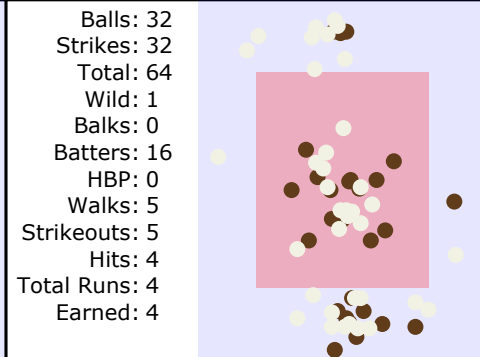 Balls: 32
Strikes: 32
Total: 64
Wild: 1
Balks: 0
Batters: 16
HBP: 0
Walks: 5
Strikeouts: 5
Hits: 4
Total Runs: 4
Earned: 4